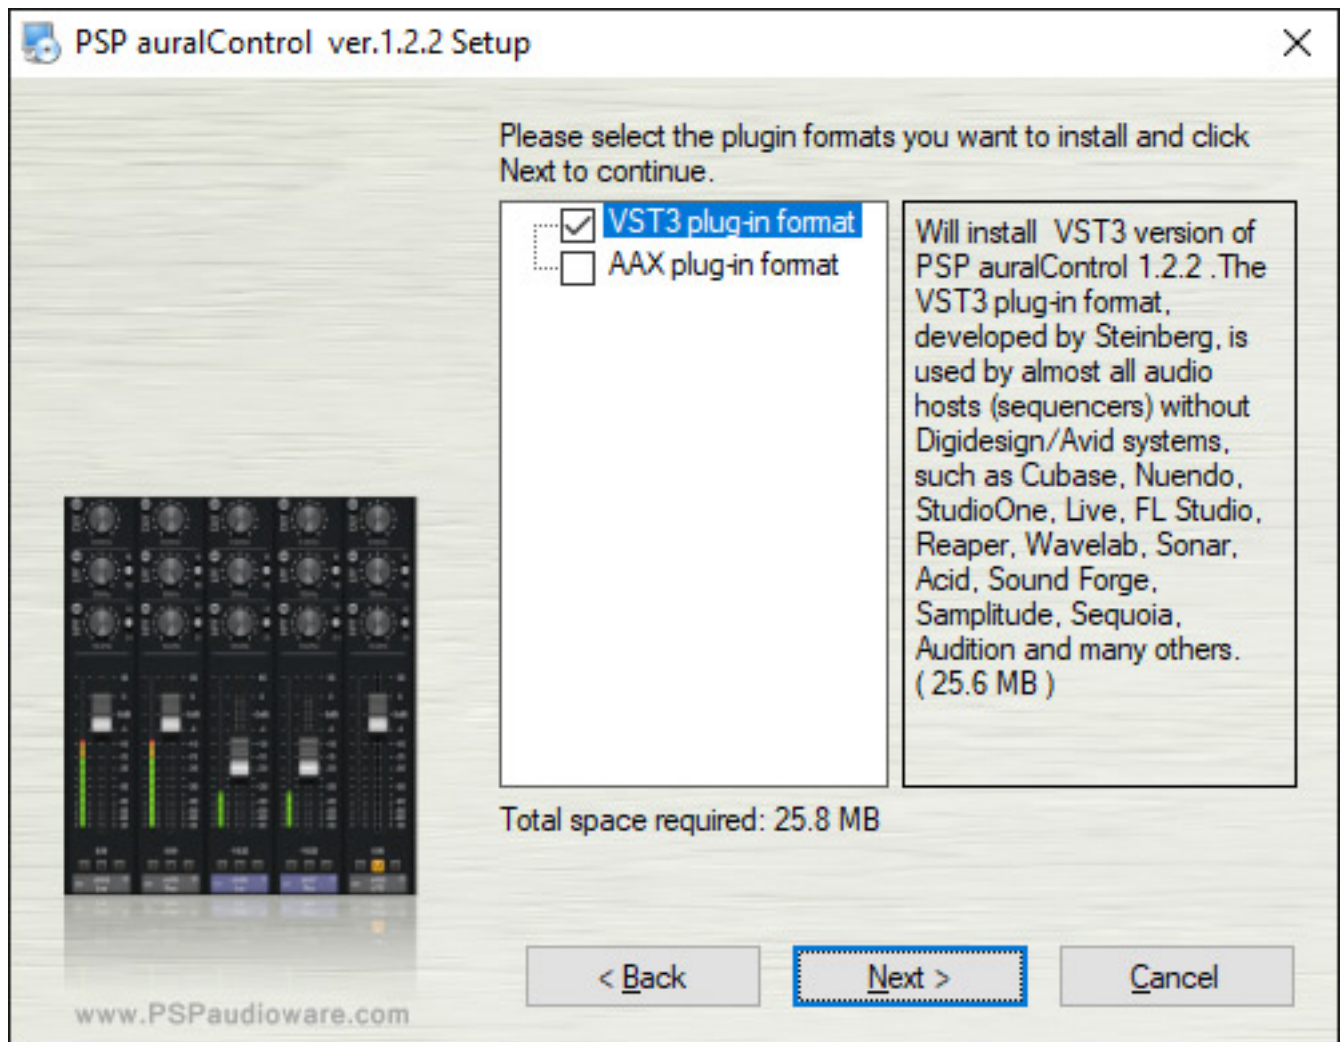 PSP auralControl ver.1.2.2 Setup
Please select the plugin formats you want to install and click
Next to continue.
VST3 plug-in format
AAX plug-in format
Will install VST3 version of
PSP auralControl 1.2.2 .The
VST3 plug-in format,
developed by Steinberg, is
used by almost all audio
hosts (sequencers) without
Digidesign/Avid systems,
such as Cubase, Nuendo,
StudioOne, Live, FL Studio,
Reaper, Wavelab, Sonar,
Acid, Sound Forge,
Samplitude, Sequoia,
Audition and many others.
( 25.6 MB )
Total space required: 25.8 MB
< Back
Next >
Cancel
www.PSPaudioware.com